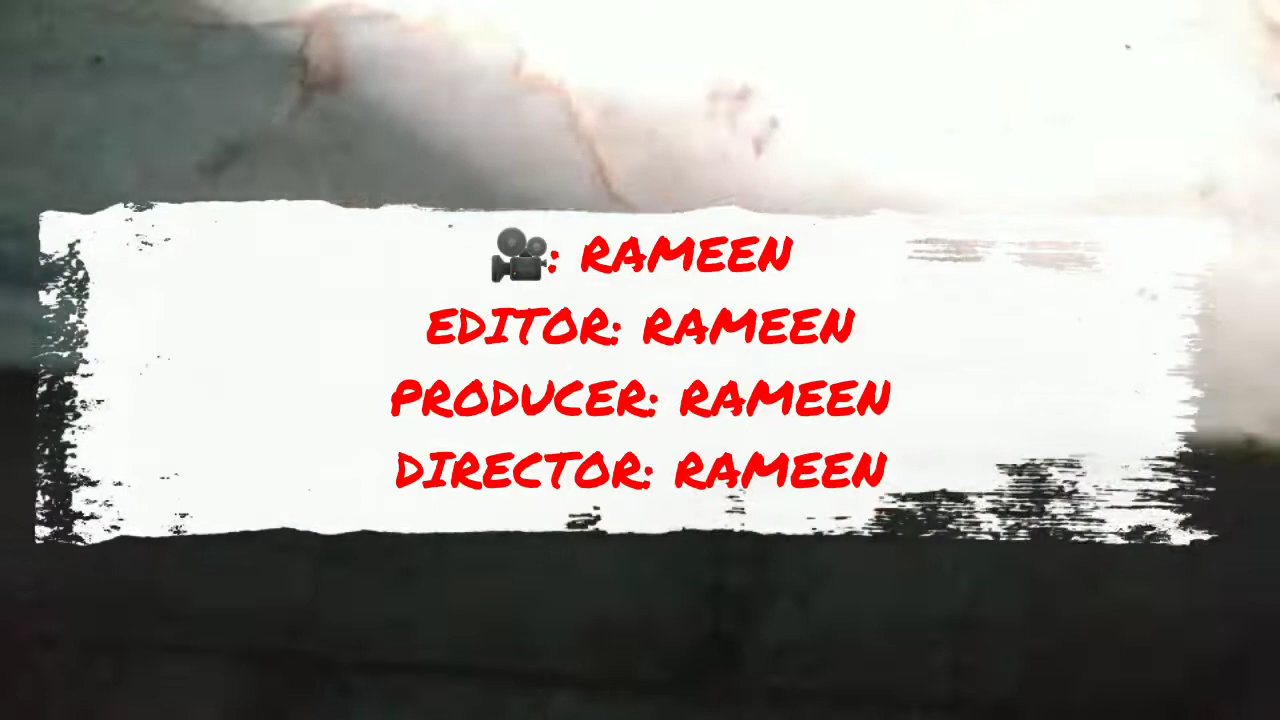 🎥: RAMEEN
EDITOR: RAMEEN
PRODUCER: RAMEEN
DIRECTOR: RAMEEN